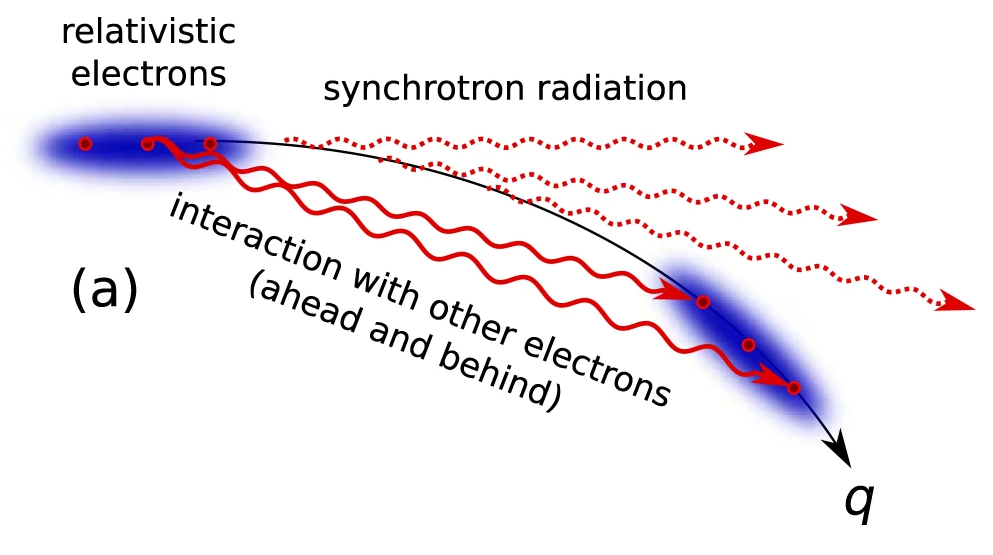 relativistic
electrons
synchrotron radiation
interaction with other electrons
(ahead and behind)
(a)
q